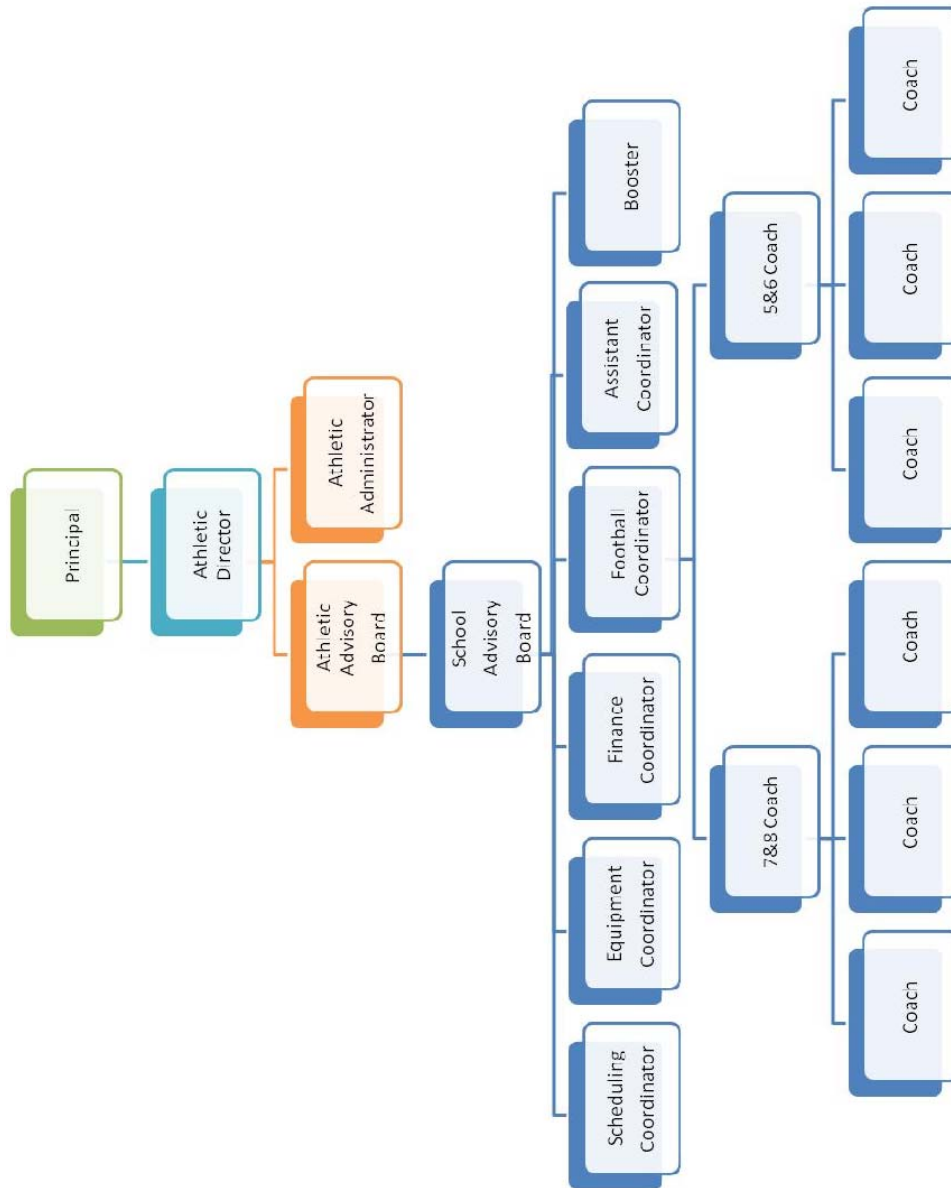 Principal
Athletic
Director
Athletic
Advisory
Board
Athletic
Administrator
School
Advisory
Board
Scheduling
Coordinator
Equipment
Coordinator
Finance
Coordinator
Football
Coordinator
Assistant
Coordinator
Booster
7&8 Coach
5&6 Coach
Coach
Coach
Coach
Coach
Coach
Coach